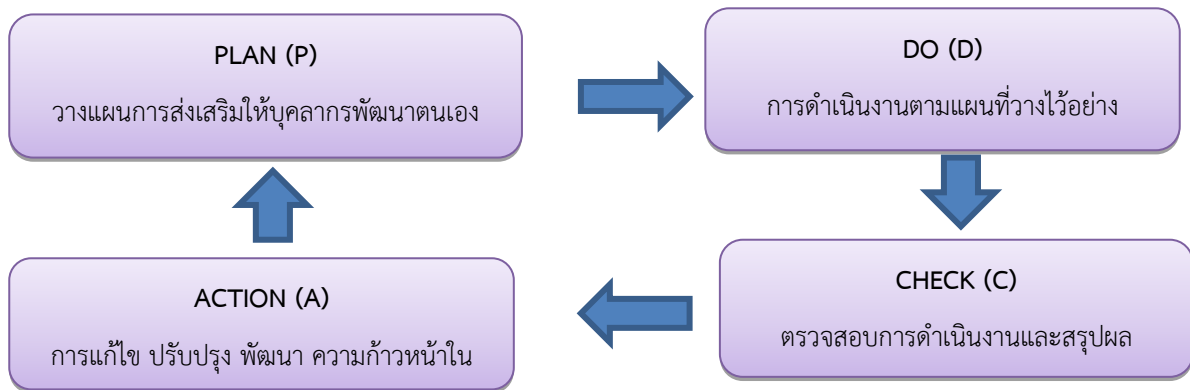 PLAN (P)
วางแผนการส่งเสริมให้บุคลากรพัฒนาตนเอง
DO (D)
การดำเนินงานตามแผนที่วางไว้อย่าง
CHECK (C)
ตรวจสอบการดำเนินงานและสรุปผล
ACTION (A)
การแก้ไข ปรับปรุง พัฒนา ความก้าวหน้าใน